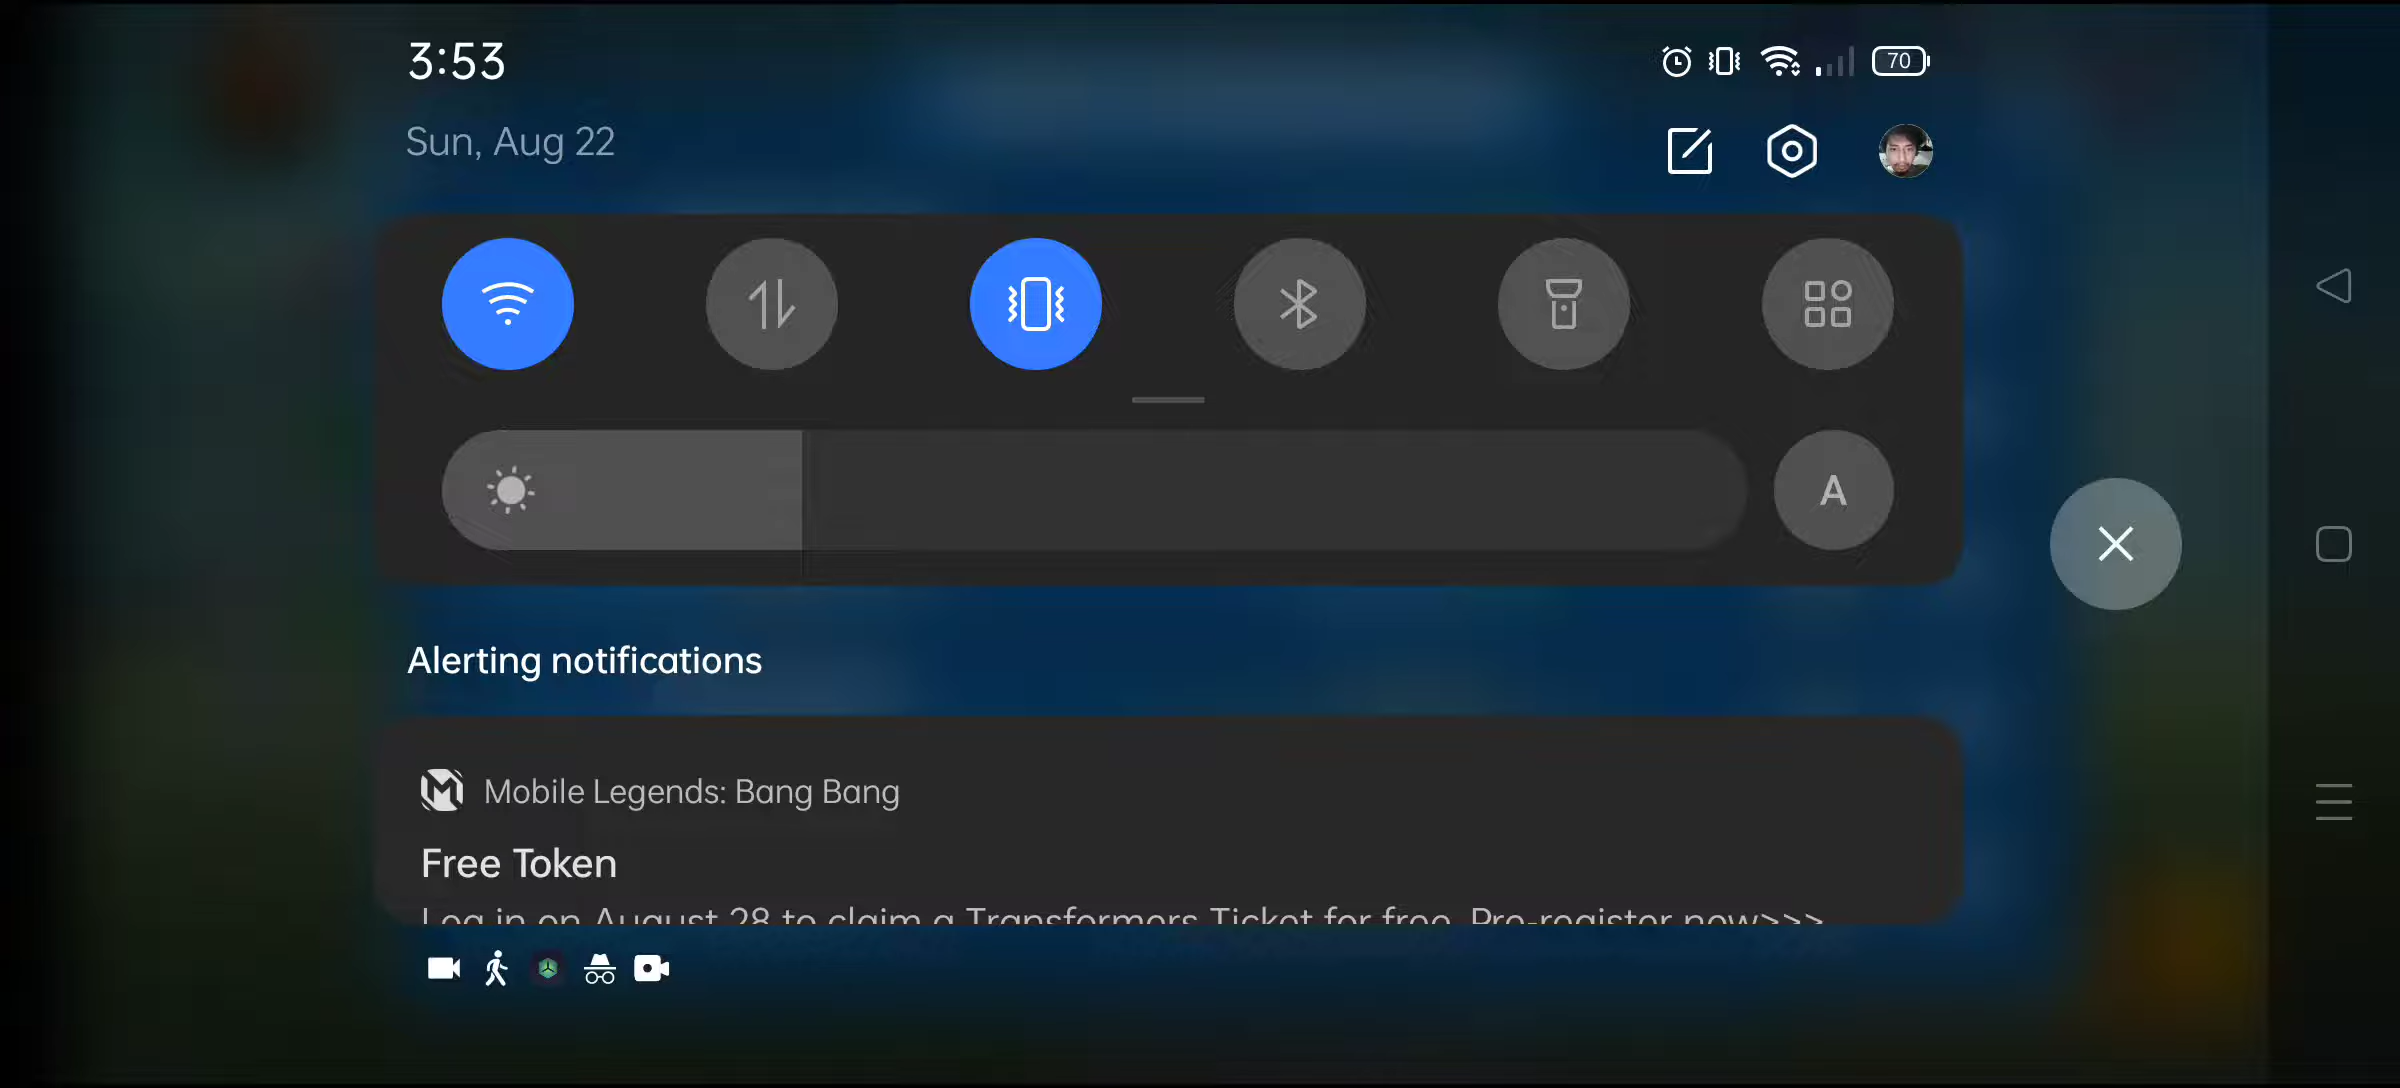 3:53
70
Sun, Aug 22
A
Alerting notifications
Mobile Legends: Bang Bang
Free Token
Log in on August 28 to claim a Transformers Ticket for free. Pre-register now>>>